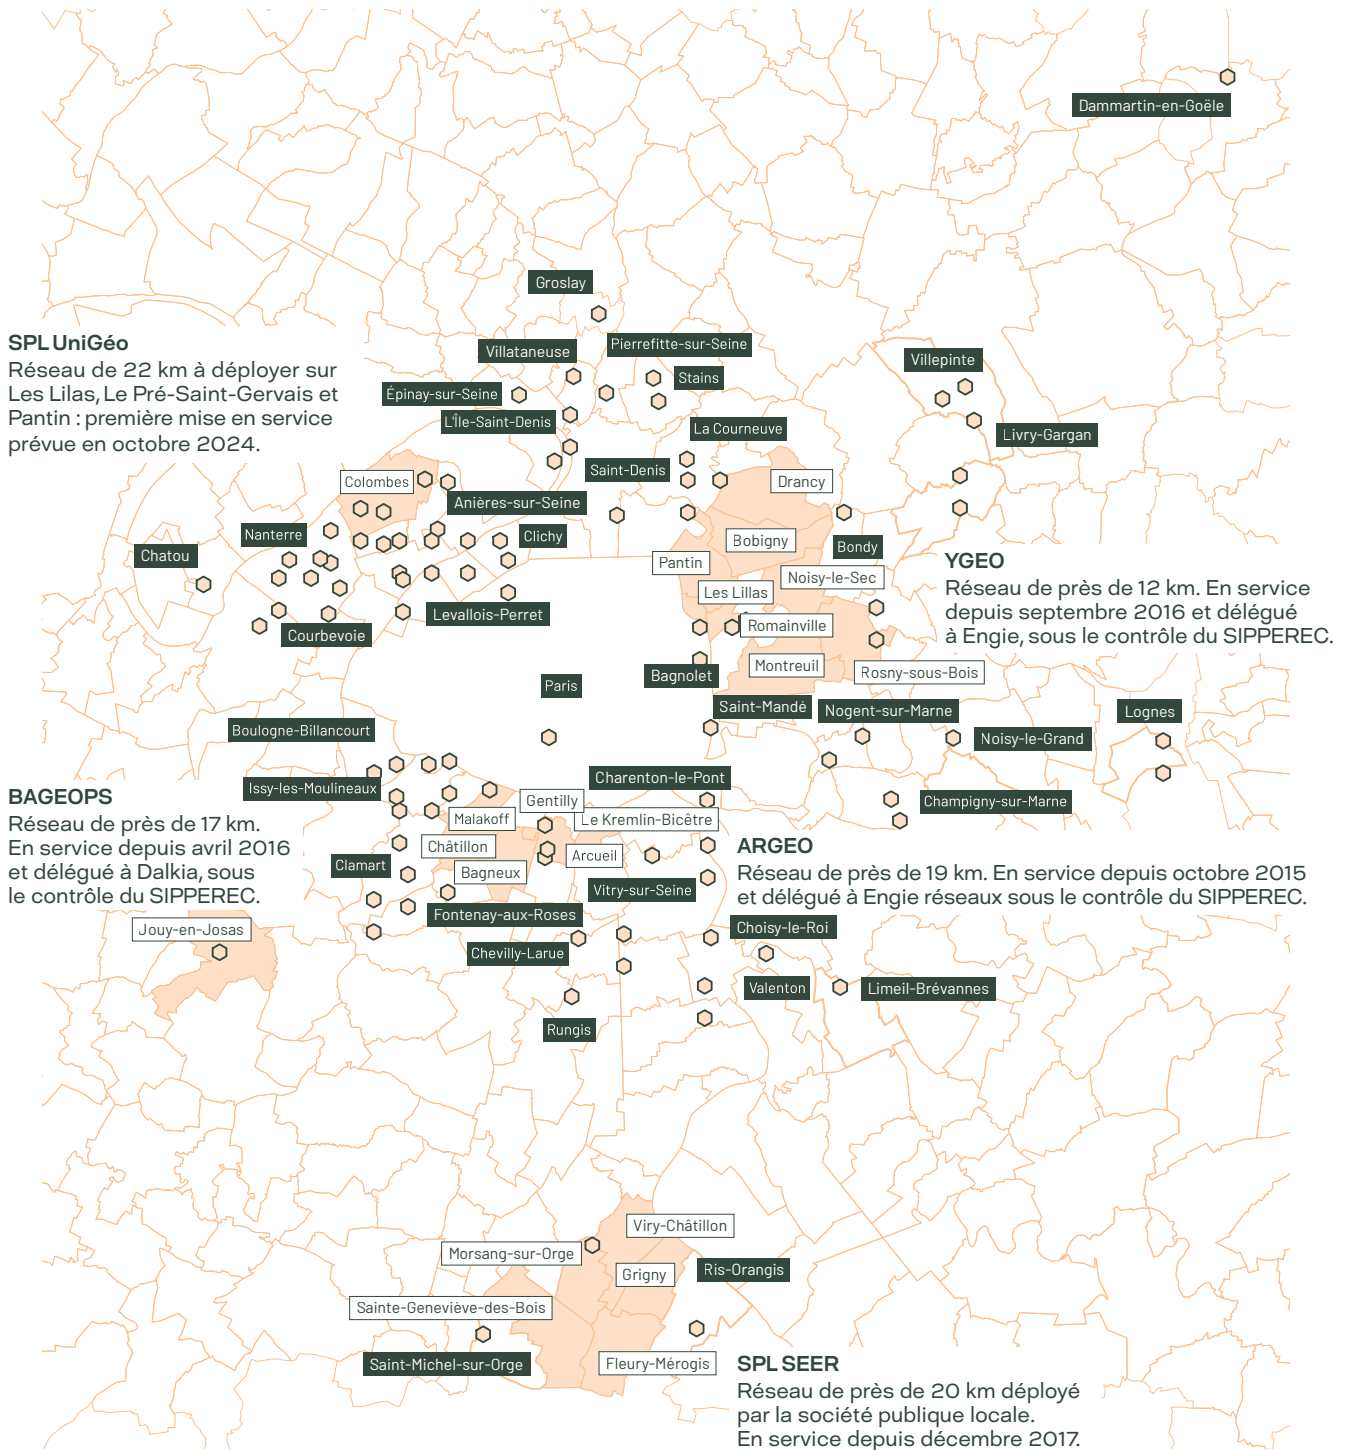 Dammartin-en-Goële
Groslay
SPL UniGéo
Réseau de 22 km à déployer sur
Les Lilas, Le Pré-Saint-Gervais et
Pantin : première mise en service
prévue en octobre 2024.
Villataneuse
Pierrefitte-sur-Seine
Villepinte
Stains
Épinay-sur-Seine
L'Île-Saint-Denis
La Courneuve
Livry-Gargan
Saint-Denis
Colombes
Drancy
Anières-sur-Seine
Nanterre
Clichy
Bobigny
Bondy
Chatou
Pantin
Noisy-le-Sec
Les Lillas
YGEO
Réseau de près de 12 km. En service
depuis septembre 2016 et délégué
à Engie, sous le contrôle du SIPPEREC.
Levallois-Perret
Courbevoie
Romainville
Montreuil
Rosny-sous-Bois
Bagnolet
Paris
Saint-Mandé
Nogent-sur-Marne
Lognes
Boulogne-Billancourt
Noisy-le-Grand
Charenton-le-Pont
Issy-les-Moulineaux
BAGEOPS
Réseau de près de 17 km.
En service depuis avril 2016
et délégué à Dalkia, sous
le contrôle du SIPPEREC.
Gentilly
Champigny-sur-Marne
Malakoff
Le Kremlin-Bicêtre
Châtillon
Arcueil
Clamart
Bagneux
ARGEO
Réseau de près de 19 km. En service depuis octobre 2015
et délégué à Engie réseaux sous le contrôle du SIPPEREC.
Vitry-sur-Seine
Fontenay-aux-Roses
Jouy-en-Josas
Choisy-le-Roi
Chevilly-Larue
Valenton
Limeil-Brévannes
Rungis
Viry-Châtillon
Morsang-sur-Orge
Grigny
Ris-Orangis
Sainte-Geneviève-des-Bois
Saint-Michel-sur-Orge
Fleury-Mérogis
SPL SEER
Réseau de près de 20 km déployé
par la société publique locale.
En service depuis décembre 2017.